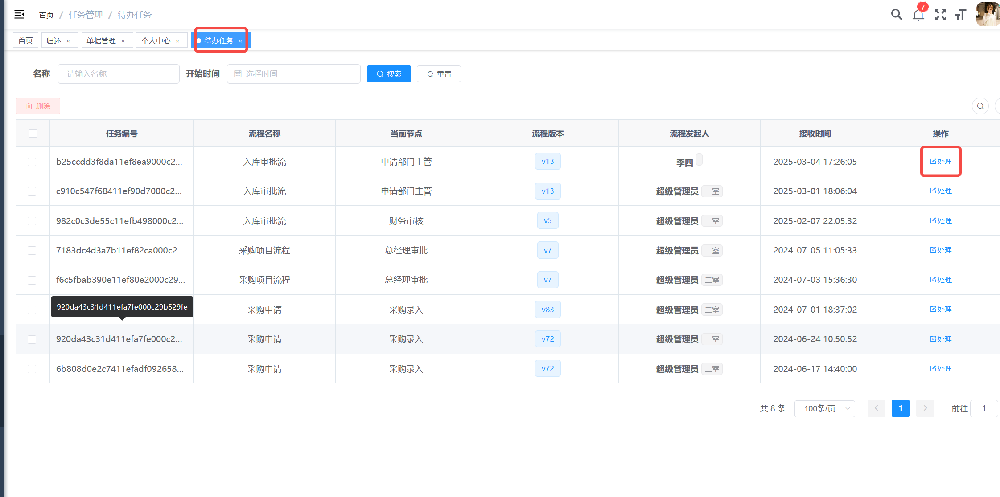 首页 / 任务管理 / 待办任务
7
首页 归还 × 单据管理 × 个人中心 × 待办任务 ×
名称 请输入名称 开始时间 选择时间 搜索 重置
删除
任务编号 流程名称 当前节点 流程版本 流程发起人 接收时间 操作
b25ccdd3f8da11ef8ea9000c2... 入库审批流 申请部门主管 v13 李四 2025-03-04 17:26:05 处理
c910c547f68411ef90d7000c2... 入库审批流 申请部门主管 v13 超级管理员 二室 2025-03-01 18:06:04 处理
982c0c3de55c11efb498000c2... 入库审批流 财务审核 v5 超级管理员 二室 2025-02-07 22:05:32 处理
7183dc4d3a7b11ef82ca000c2... 采购项目流程 总经理审批 v7 超级管理员 二室 2024-07-05 11:05:33 处理
f6c5fbab390e11ef80e2000c29... 采购项目流程 总经理审批 v7 超级管理员 二室 2024-07-03 15:36:30 处理
920da43c31d411efa7fe000c29b529fe 采购申请 采购录入 v83 超级管理员 二室 2024-07-01 18:37:02 处理
920da43c31d411efa7fe000c2... 采购申请 采购录入 v72 超级管理员 二室 2024-06-24 10:50:52 处理
6b808d0e2c7411efadf092658... 采购申请 采购录入 v72 超级管理员 二室 2024-06-17 14:40:00 处理
共 8 条 100条/页 1 前往 1